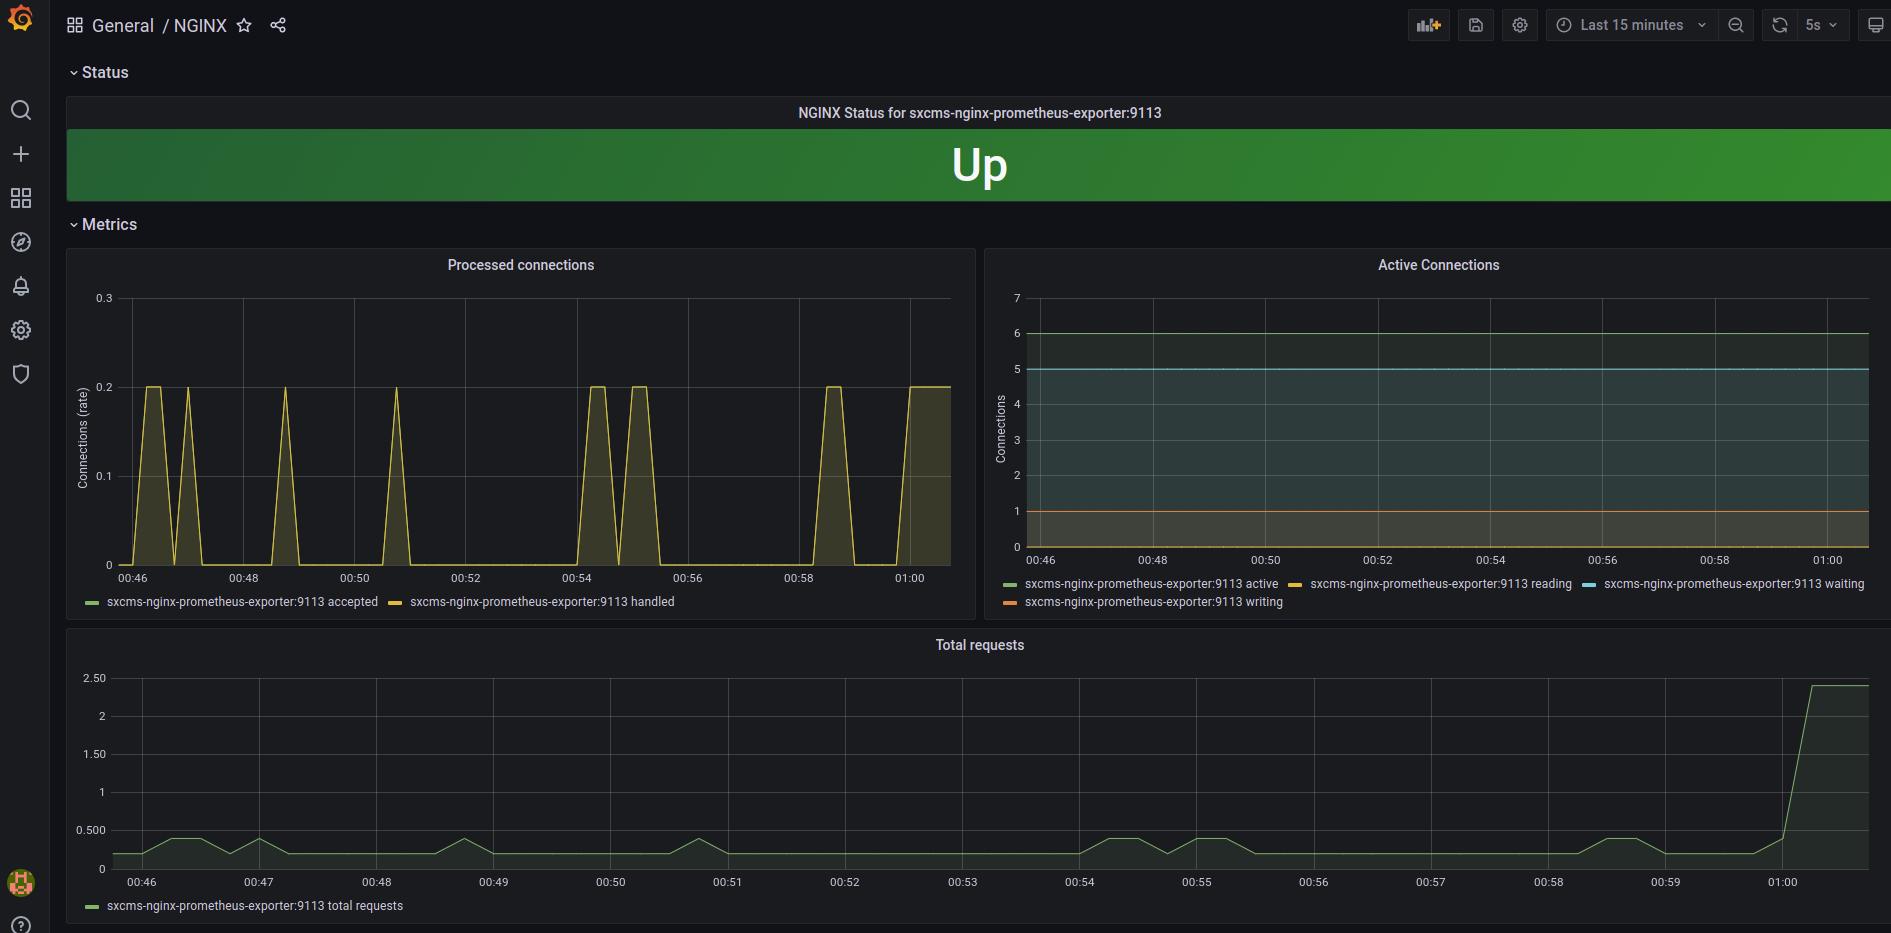 General / NGINX
Last 15 minutes
5s
Status
NGINX Status for sxcms-nginx-prometheus-exporter:9113
Up
Metrics
Processed connections
Connections (rate)
0.3
0.2
0.1
0
00:46 00:48 00:50 00:52 00:54 00:56 00:58 01:00
sxcms-nginx-prometheus-exporter:9113 accepted sxcms-nginx-prometheus-exporter:9113 handled
Active Connections
Connections
7
6
5
4
3
2
1
0
00:46 00:48 00:50 00:52 00:54 00:56 00:58 01:00
sxcms-nginx-prometheus-exporter:9113 active sxcms-nginx-prometheus-exporter:9113 reading sxcms-nginx-prometheus-exporter:9113 waiting
sxcms-nginx-prometheus-exporter:9113 writing
Total requests
2.50
2
1.50
1
0.500
0
00:46 00:47 00:48 00:49 00:50 00:51 00:52 00:53 00:54 00:55 00:56 00:57 00:58 00:59 01:00
sxcms-nginx-prometheus-exporter:9113 total requests